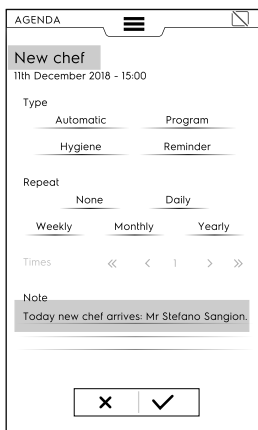 AGENDA
New chef
11th December 2018 - 15:00
Type
Automatic Program
Hygiene Reminder
Repeat
None Daily
Weekly Monthly Yearly
Times « < 1 > »
Note
Today new chef arrives: Mr Stefano Sangion.